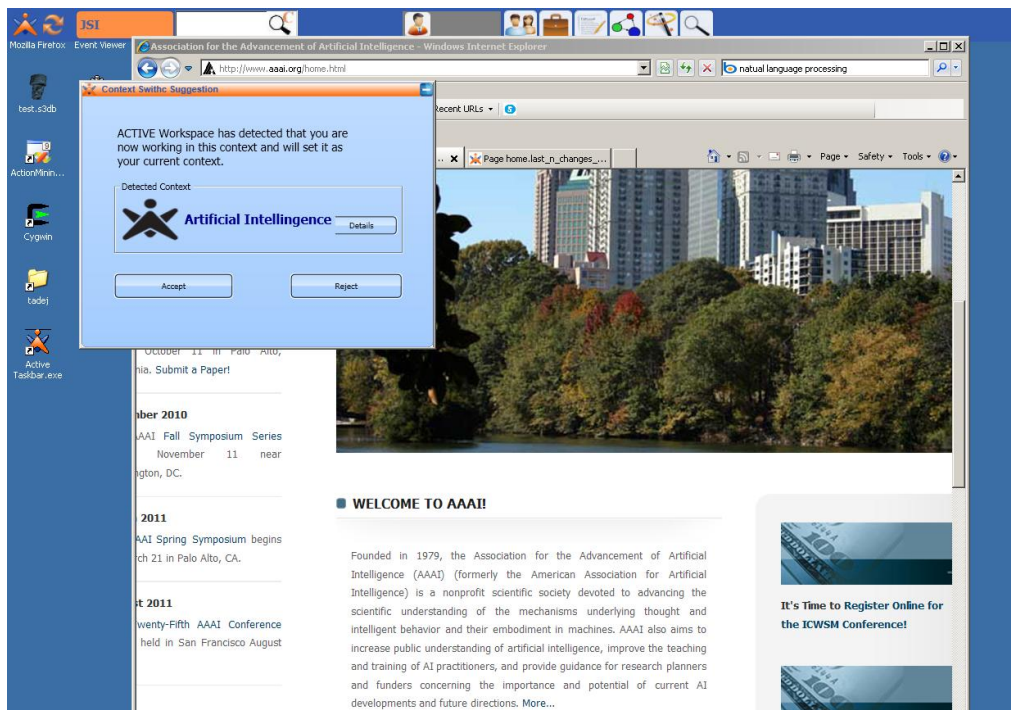 JSI
Mozilla Firefox
Event Viewer
Association for the Advancement of Artificial Intelligence - Windows Internet Explorer
http://www.aaai.org/home.html
natual language processing
test.s3db
Context Swithc Suggestion
Recent URLs
ACTIVE Workspace has detected that you are
now working in this context and will set it as
your current context.
Page home.last_n_changes_...
Page
Safety
Tools
ActionMinin...
Detected Context
Artificial Intellingence
Details
Cygwin
Accept
Reject
tadej
Active
Taskbar.exe
October 11 in Palo Alto,
nia. Submit a Paper!
mber 2010
AAAI Fall Symposium Series
November 11 near
ngton, DC.
2011
AAI Spring Symposium begins
rch 21 in Palo Alto, CA.
st 2011
wenty-Fifth AAAI Conference
held in San Francisco August
WELCOME TO AAAI!
Founded in 1979, the Association for the Advancement of Artificial
Intelligence (AAAI) (formerly the American Association for Artificial
Intelligence) is a nonprofit scientific society devoted to advancing the
scientific understanding of the mechanisms underlying thought and
intelligent behavior and their embodiment in machines. AAAI also aims to
increase public understanding of artificial intelligence, improve the teaching
and training of AI practitioners, and provide guidance for research planners
and funders concerning the importance and potential of current AI
developments and future directions. More...
It's Time to Register Online for
the ICWSM Conference!